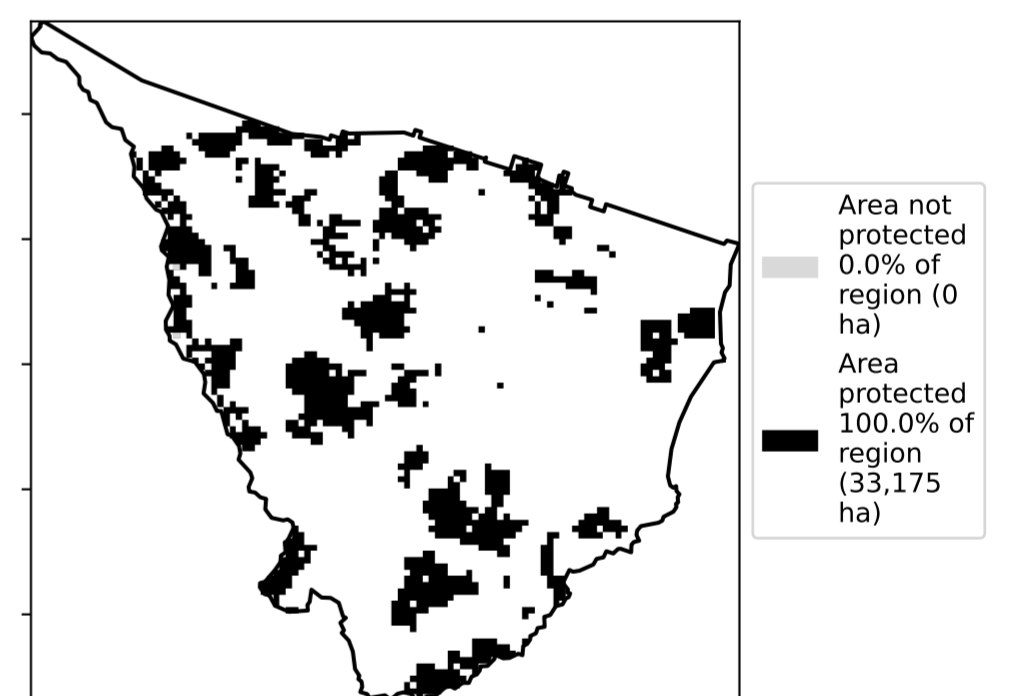 Area not
protected
0.0% of
region (0
ha)
Area
protected
100.0% of
region
(33,175
ha)